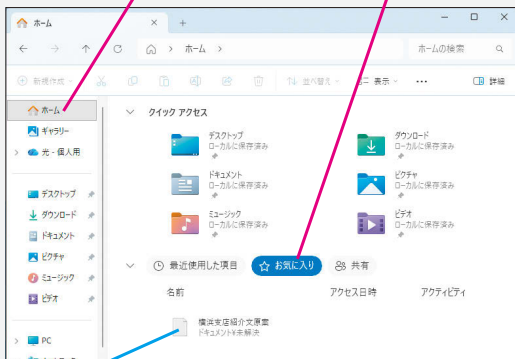 ホーム
ホーム
ホームの検索
新規作成
並べ替え
表示
詳細
ホーム
ギャラリー
光 - 個人用
デスクトップ
ダウンロード
ドキュメント
ピクチャ
ミュージック
ビデオ
PC
クイック アクセス
デスクトップ
ローカルに保存済み
ダウンロード
ローカルに保存済み
ドキュメント
ローカルに保存済み
ピクチャ
ローカルに保存済み
ミュージック
ローカルに保存済み
ビデオ
ローカルに保存済み
最近使用した項目 お気に入り 共有
名前 アクセス日時 アクティビティ
横浜支店紹介文原案
ドキュメント¥未解決